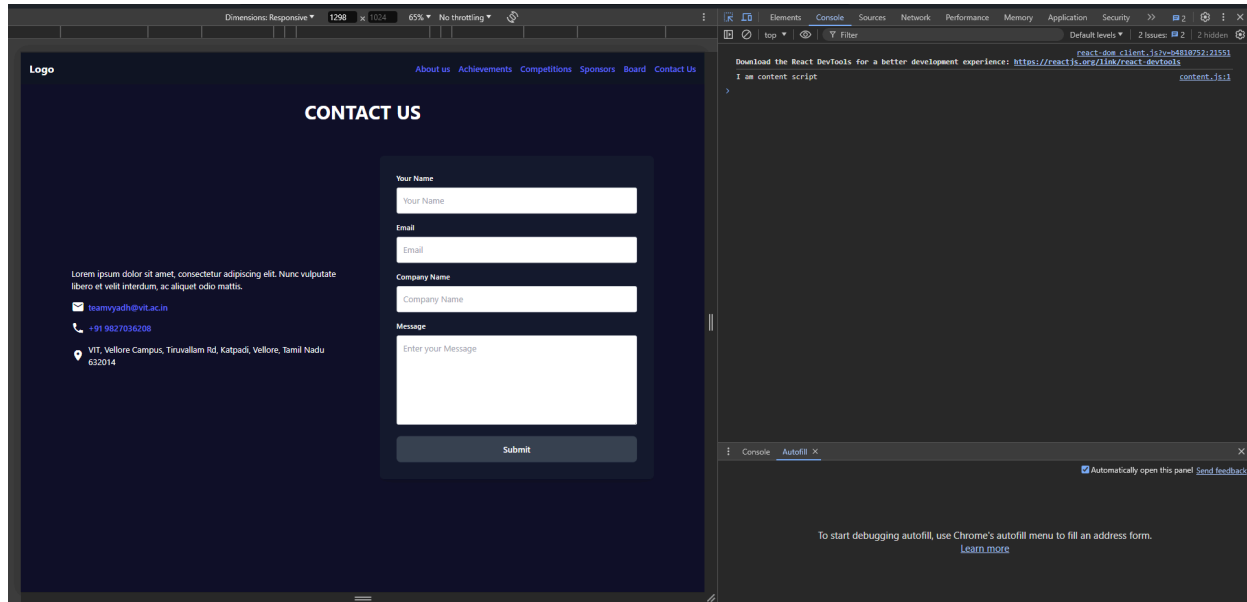 Dimensions: Responsive ▼ 1298 x 1024 65% ▼ No throttling ▼
Elements Console Sources Network Performance Memory Application Security >> 2
top ▼ Filter Default levels ▼ 2 Issues: 2 2 hidden
Logo
About us Achievements Competitions Sponsors Board Contact Us
CONTACT US
Lorem ipsum dolor sit amet, consectetur adipiscing elit. Nunc vulputate
libero et velit interdum, ac aliquet odio mattis.
teamvyadh@vit.ac.in
+91 9827036208
VIT, Vellore Campus, Tiruvallam Rd, Katpadi, Vellore, Tamil Nadu
632014
Your Name
Your Name
Email
Email
Company Name
Company Name
Message
Enter your Message
Submit
react-dom_client.js?v=b4810752:21551
Download the React DevTools for a better development experience: https://reactjs.org/link/react-devtools
I am content script content.js:1
Console Autofill ×
Automatically open this panel Send feedback
To start debugging autofill, use Chrome's autofill menu to fill an address form.
Learn more